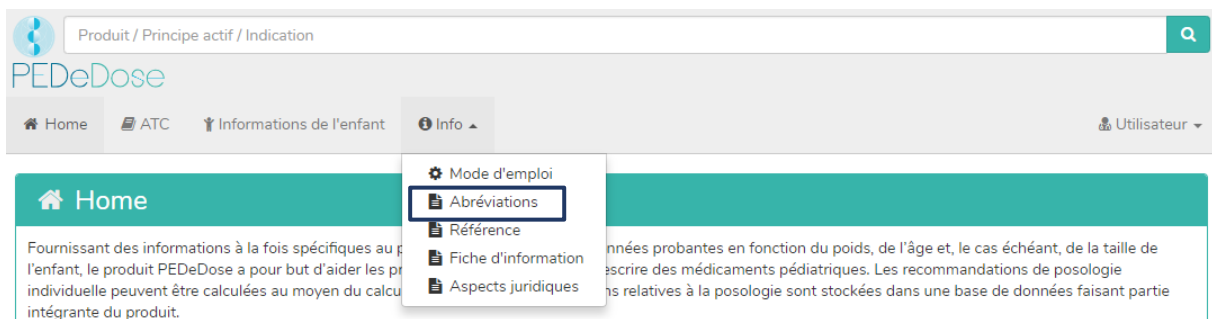 Produit / Principe actif / Indication
PEDeDose
Home ATC Informations de l'enfant Info Utilisateur
Mode d'emploi
Abréviations
Référence
Fiche d'information
Aspects juridiques
Home
Fournissant des informations à la fois spécifiques au nnées probantes en fonction du poids, de l'âge et, le cas échéant, de la taille de
l'enfant, le produit PEDeDose a pour but d'aider les escrire des médicaments pédiatriques. Les recommandations de posologie
individuelle peuvent être calculées au moyen du calcu ns relatives à la posologie sont stockées dans une base de données faisant partie
intégrante du produit.